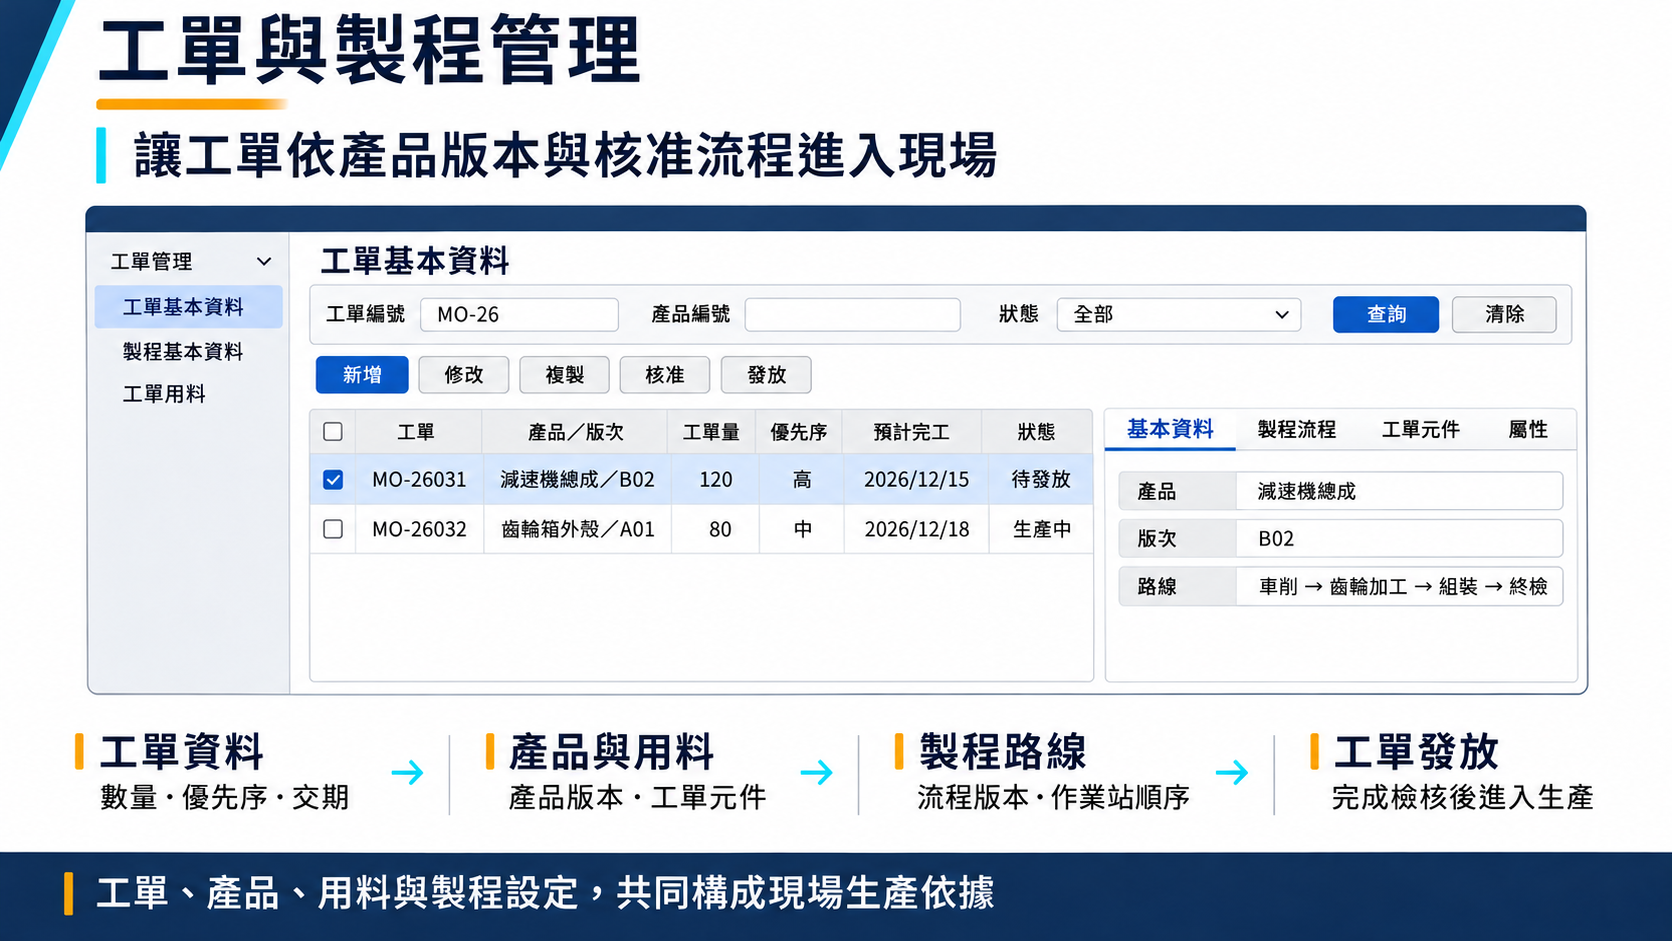 工單與製程管理
讓工單依產品版本與核准流程進入現場
工單管理
工單基本資料
製程基本資料
工單用料
工單基本資料
工單編號 MO-26 產品編號 狀態 全部 查詢 清除
新增 修改 複製 核准 發放
工單 產品／版次 工單量 優先序 預計完工 狀態
MO-26031 減速機總成／B02 120 高 2026/12/15 待發放
MO-26032 齒輪箱外殼／A01 80 中 2026/12/18 生產中
基本資料 製程流程 工單元件 屬性
產品 減速機總成
版次 B02
路線 車削 → 齒輪加工 → 組裝 → 終檢
工單資料
數量·優先序·交期
→
產品與用料
產品版本·工單元件
→
製程路線
流程版本·作業站順序
→
工單發放
完成檢核後進入生產
工單、產品、用料與製程設定，共同構成現場生產依據